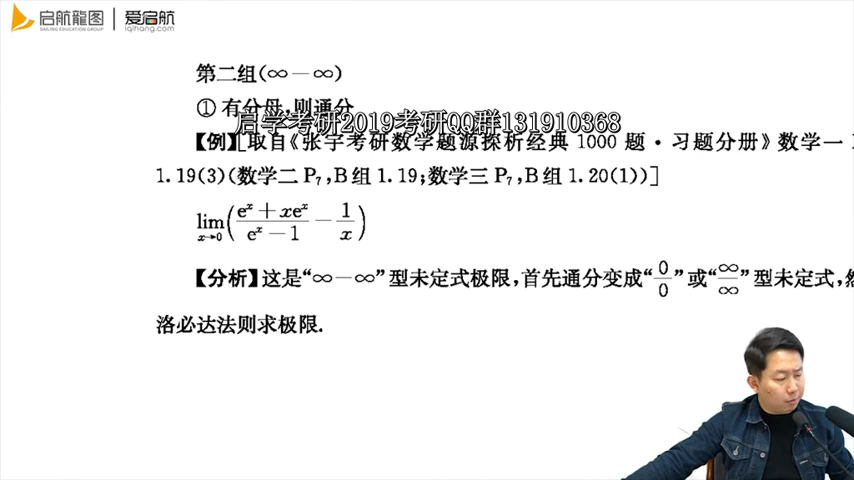 启航龍图 | 爱启航
SAILING EDUCATION GROUP iqihang.com
第二组(∞－∞)
① 有分母,则通分
启学考研2019考研QQ群131910368
【例】[取自《张宇考研数学题源探析经典 1000 题·习题分册》数学一
1.19(3)(数学二 P₇,B组 1.19;数学三 P₇,B组 1.20(1))]
lim x→0 ((eˣ＋xeˣ)/(eˣ－1) － 1/x)
【分析】这是“∞－∞”型未定式极限,首先通分变成“0/0”或“∞/∞”型未定式,
洛必达法则求极限.